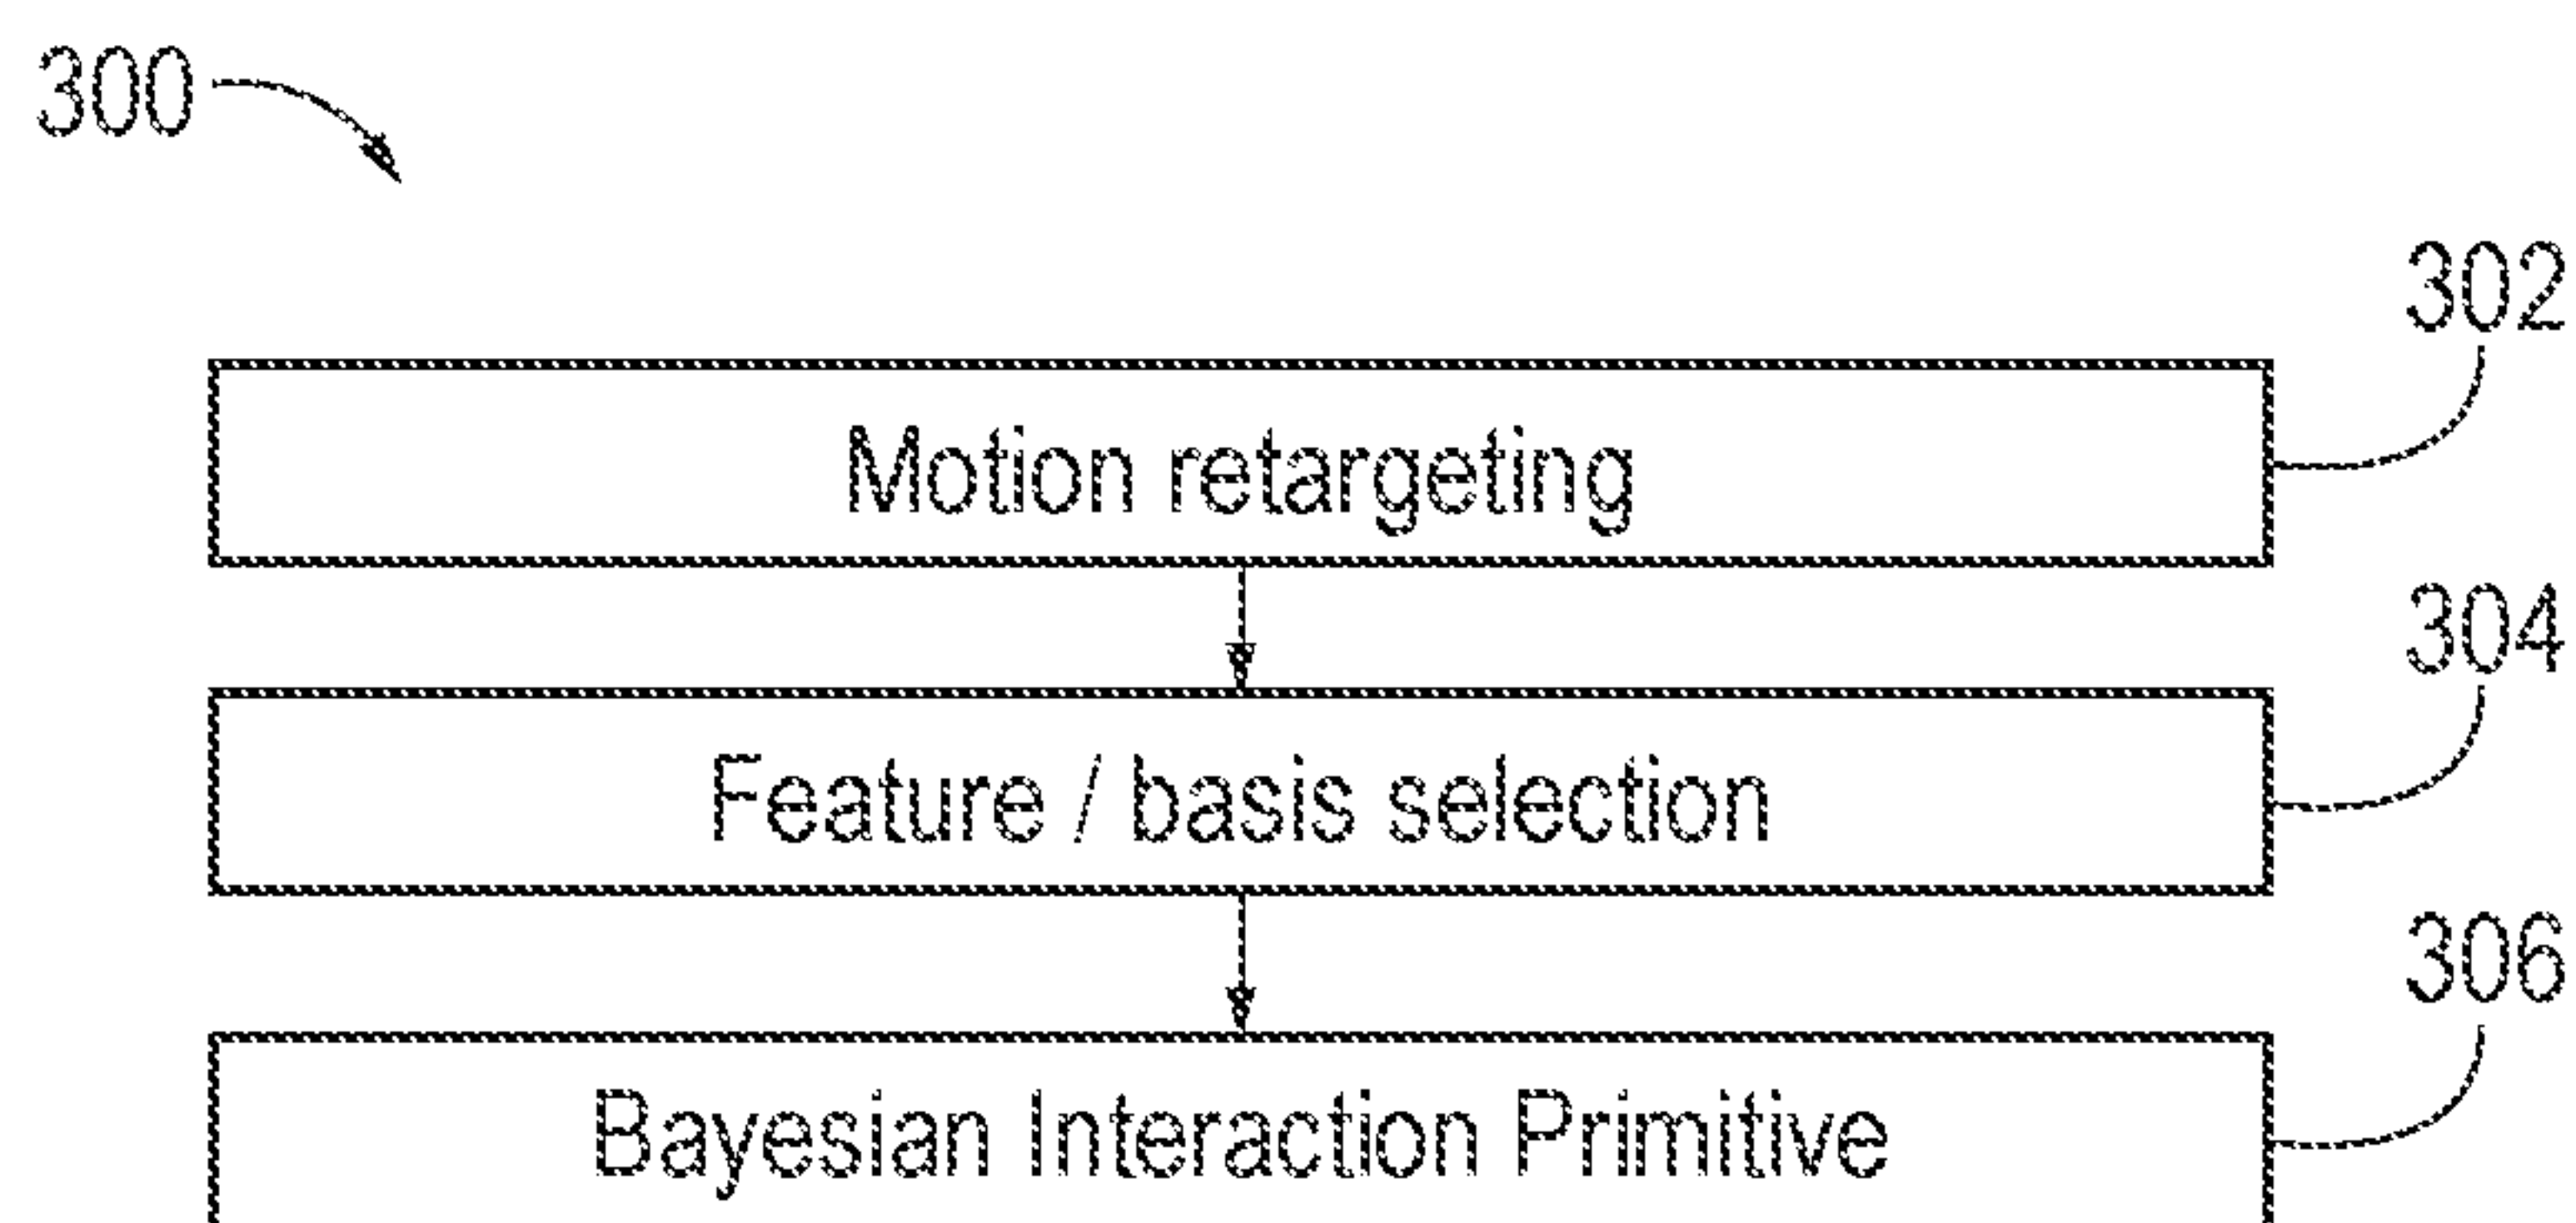 300
302
Motion retargeting
304
Feature / basis selection
306
Bayesian Interaction Primitive